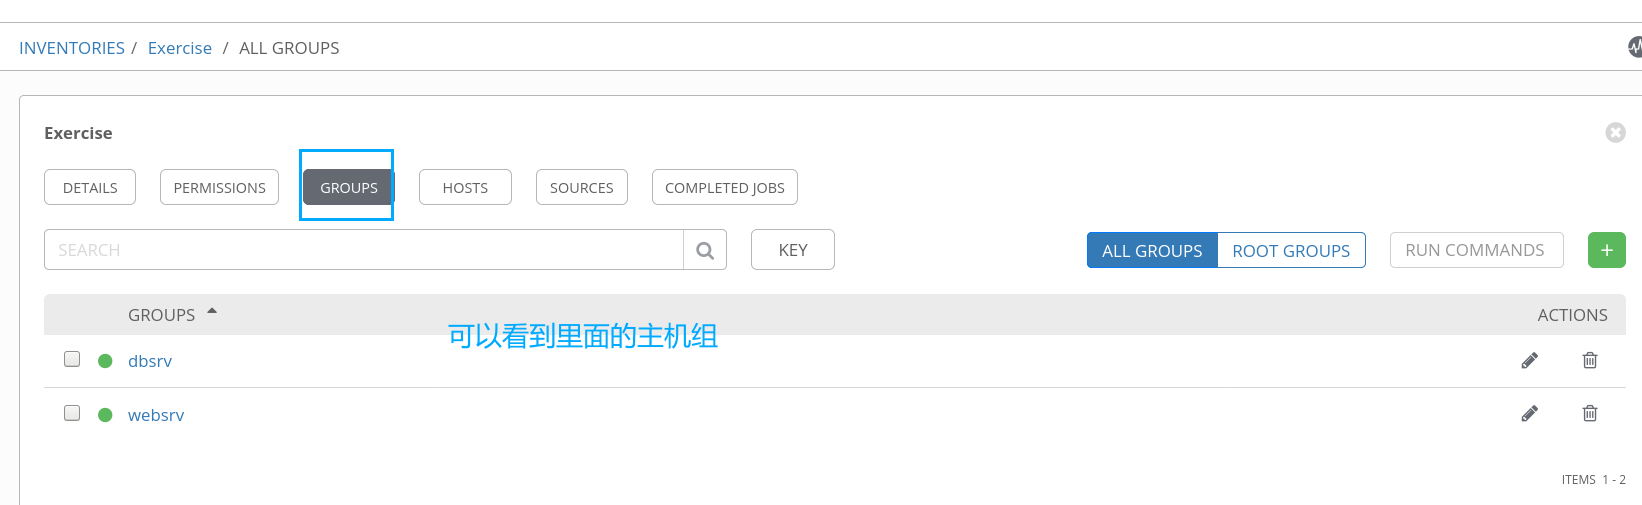 INVENTORIES / Exercise / ALL GROUPS
Exercise
DETAILS PERMISSIONS GROUPS HOSTS SOURCES COMPLETED JOBS
SEARCH KEY ALL GROUPS ROOT GROUPS RUN COMMANDS +
GROUPS ACTIONS
可以看到里面的主机组
dbsrv
websrv
ITEMS 1 - 2